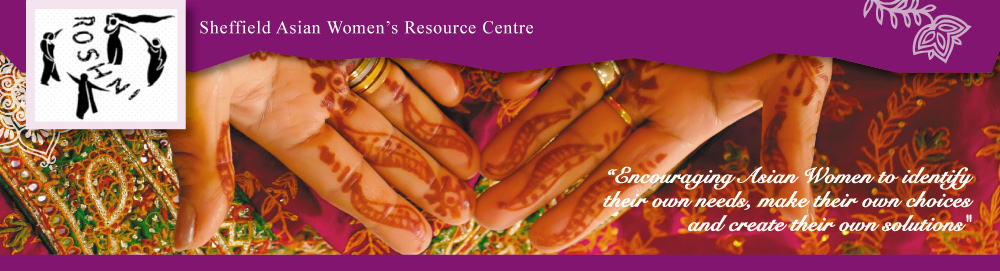 ROSHNI
Sheffield Asian Women’s Resource Centre
“Encouraging Asian Women to identify
their own needs, make their own choices
and create their own solutions"